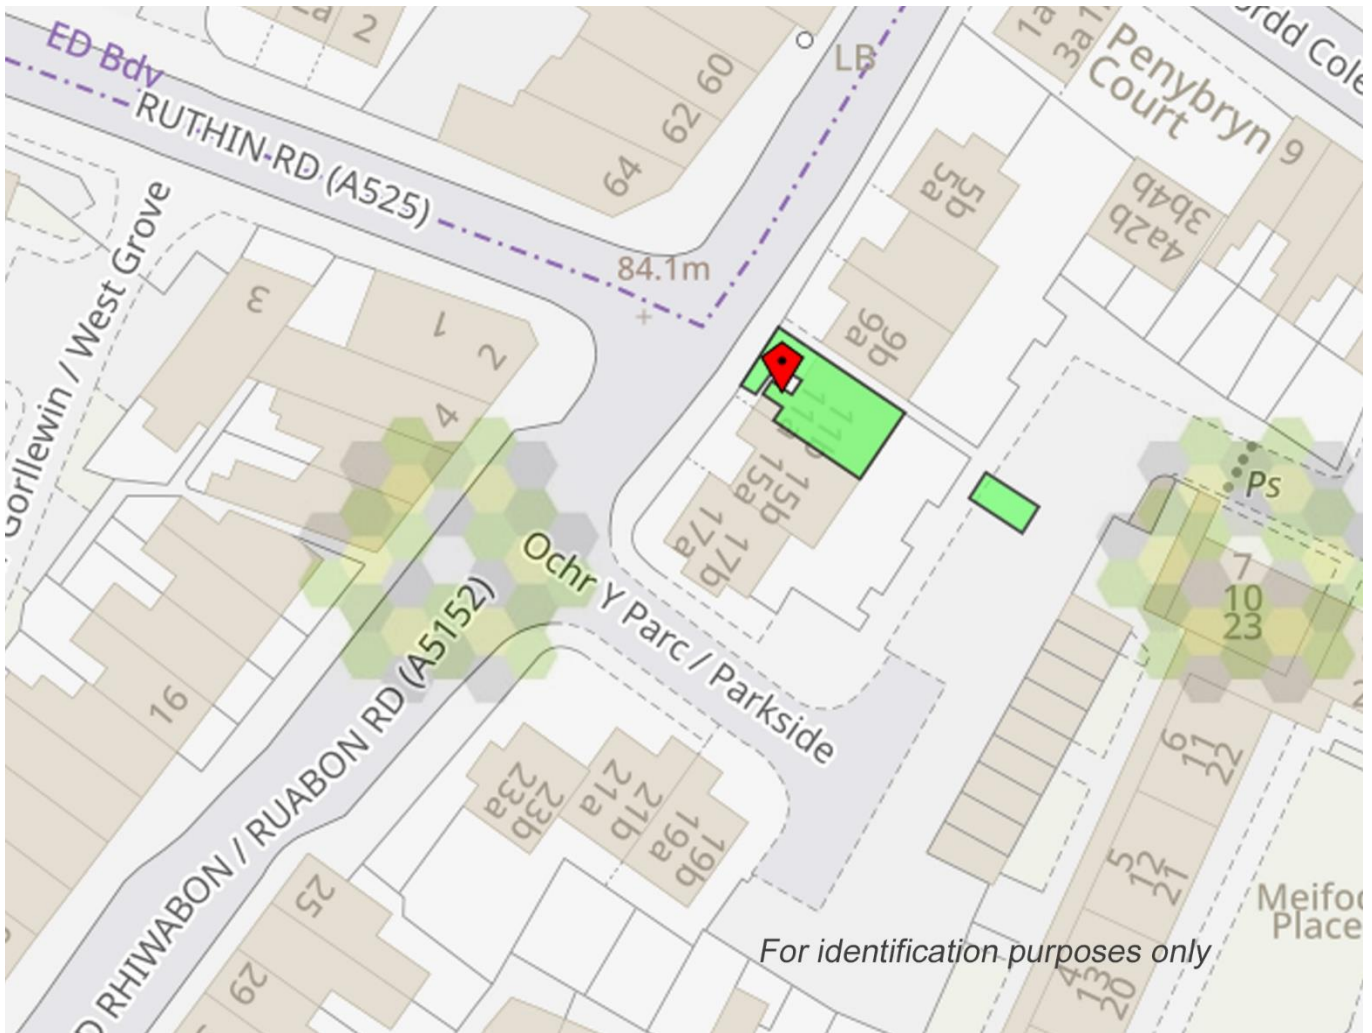 2a
2
ED Bdy
RUTHIN RD (A525)
60
62
64
LB
1a
3a
Penybryn
Court
9
5a
5b
3b4b
4a2b
Gorllewin / West Grove
84.1m
3
1
2
4
9a
9b
11a
11b
15a
15b
17a
17b
Ps
7
10
23
Ochr Y Parc / Parkside
16
RHIWABON / RUABON RD (A5152)
23a
23b
21a
21b
19a
19b
6
11
22
5
12
21
25
29
Meifod
Place
For identification purposes only
4
13
20